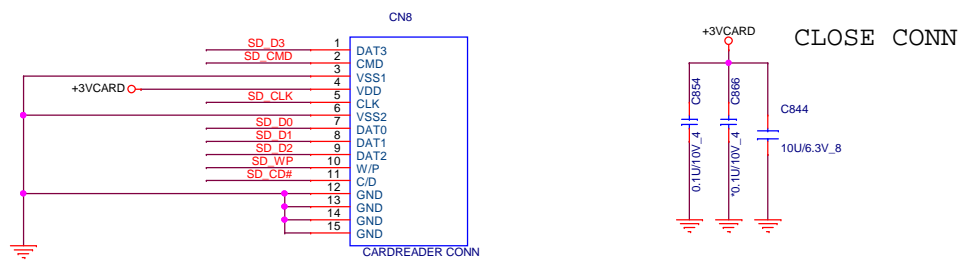 CN8
SD_D3 1 DAT3
SD_CMD 2 CMD
3 VSS1
+3VCARD 4 VDD
SD_CLK 5 CLK
6 VSS2
SD_D0 7 DAT0
SD_D1 8 DAT1
SD_D2 9 DAT2
SD_WP 10 W/P
SD_CD# 11 C/D
12 GND
13 GND
14 GND
15 GND
CARDREADER CONN
+3VCARD
CLOSE CONN
C854
0.1U/10V_4
C866
*0.1U/10V_4
C844
10U/6.3V_8